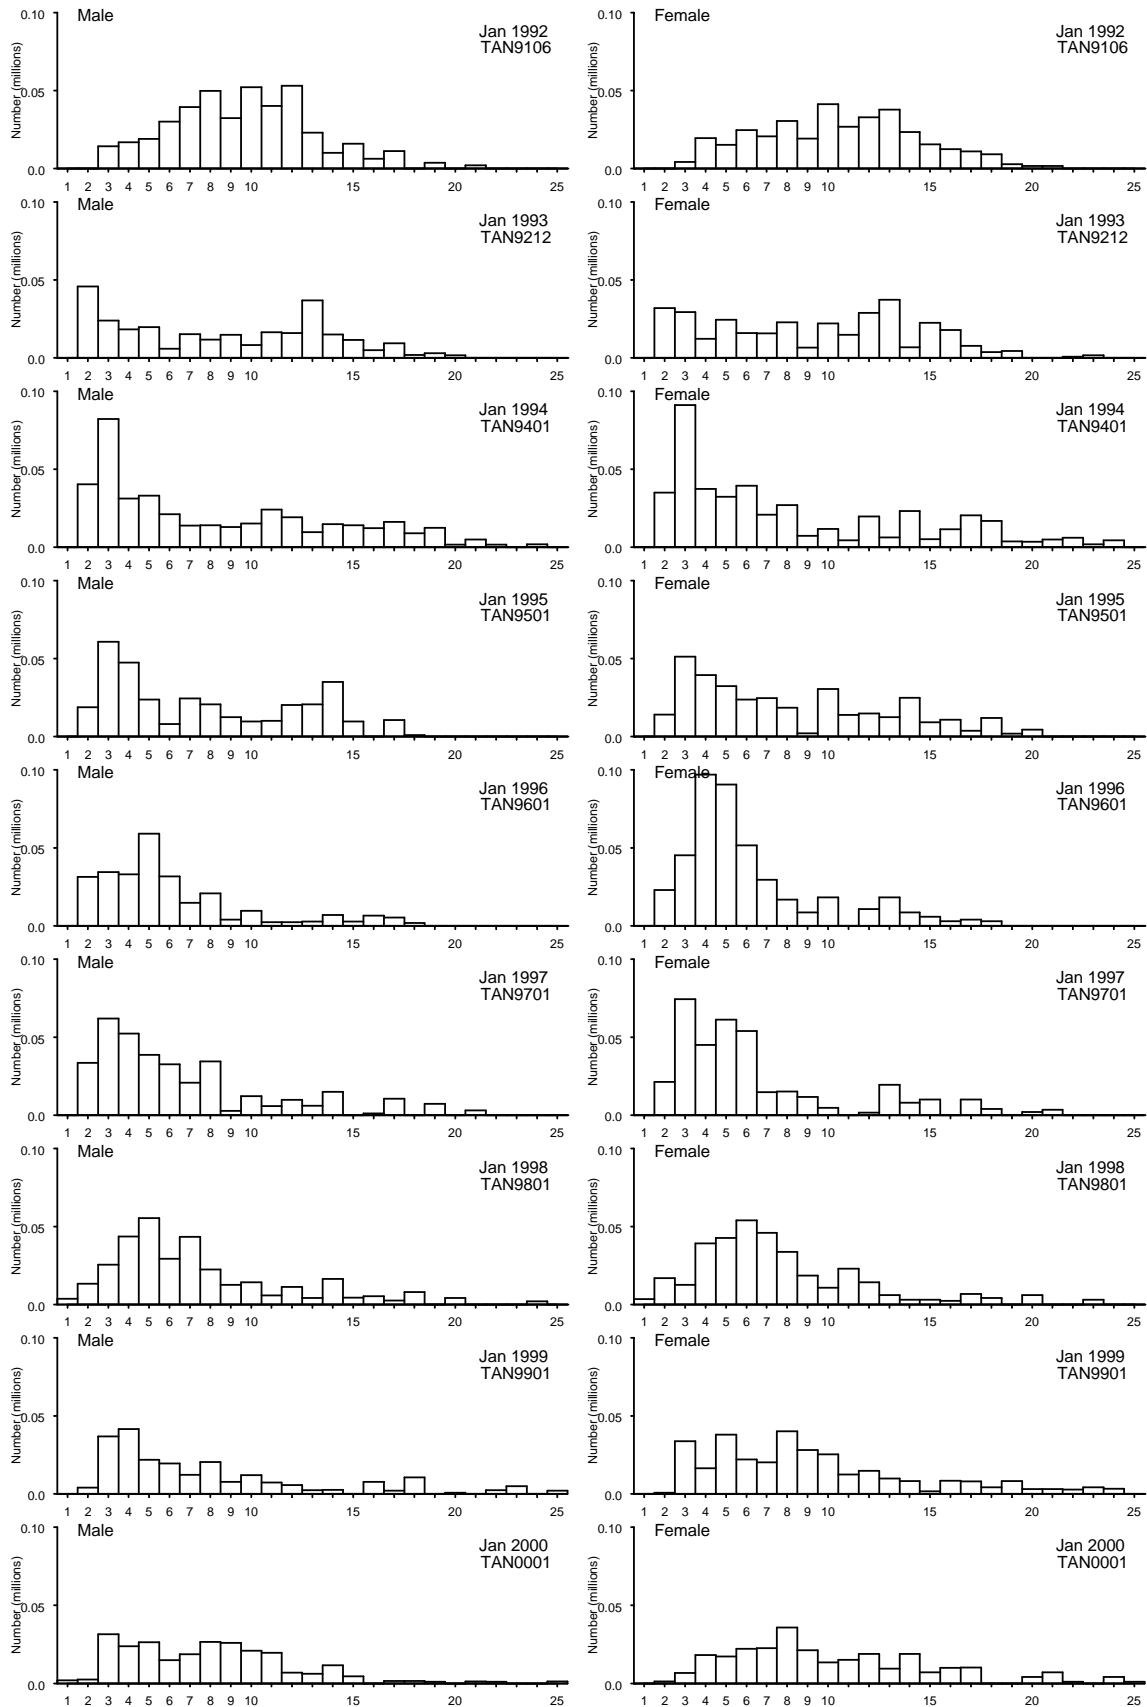 Male
Jan 1992
TAN9106
Number (millions)
0.10
0.05
0.0
1 2 3 4 5 6 7 8 9 10 15 20 25
Female
Jan 1992
TAN9106
Number (millions)
0.10
0.05
0.0
1 2 3 4 5 6 7 8 9 10 15 20 25
Male
Jan 1993
TAN9212
Number (millions)
0.10
0.05
0.0
1 2 3 4 5 6 7 8 9 10 15 20 25
Female
Jan 1993
TAN9212
Number (millions)
0.10
0.05
0.0
1 2 3 4 5 6 7 8 9 10 15 20 25
Male
Jan 1994
TAN9401
Number (millions)
0.10
0.05
0.0
1 2 3 4 5 6 7 8 9 10 15 20 25
Female
Jan 1994
TAN9401
Number (millions)
0.10
0.05
0.0
1 2 3 4 5 6 7 8 9 10 15 20 25
Male
Jan 1995
TAN9501
Number (millions)
0.10
0.05
0.0
1 2 3 4 5 6 7 8 9 10 15 20 25
Female
Jan 1995
TAN9501
Number (millions)
0.10
0.05
0.0
1 2 3 4 5 6 7 8 9 10 15 20 25
Male
Jan 1996
TAN9601
Number (millions)
0.10
0.05
0.0
1 2 3 4 5 6 7 8 9 10 15 20 25
Female
Jan 1996
TAN9601
Number (millions)
0.10
0.05
0.0
1 2 3 4 5 6 7 8 9 10 15 20 25
Male
Jan 1997
TAN9701
Number (millions)
0.10
0.05
0.0
1 2 3 4 5 6 7 8 9 10 15 20 25
Female
Jan 1997
TAN9701
Number (millions)
0.10
0.05
0.0
1 2 3 4 5 6 7 8 9 10 15 20 25
Male
Jan 1998
TAN9801
Number (millions)
0.10
0.05
0.0
1 2 3 4 5 6 7 8 9 10 15 20 25
Female
Jan 1998
TAN9801
Number (millions)
0.10
0.05
0.0
1 2 3 4 5 6 7 8 9 10 15 20 25
Male
Jan 1999
TAN9901
Number (millions)
0.10
0.05
0.0
1 2 3 4 5 6 7 8 9 10 15 20 25
Female
Jan 1999
TAN9901
Number (millions)
0.10
0.05
0.0
1 2 3 4 5 6 7 8 9 10 15 20 25
Male
Jan 2000
TAN0001
Number (millions)
0.10
0.05
0.0
1 2 3 4 5 6 7 8 9 10 15 20 25
Female
Jan 2000
TAN0001
Number (millions)
0.10
0.05
0.0
1 2 3 4 5 6 7 8 9 10 15 20 25